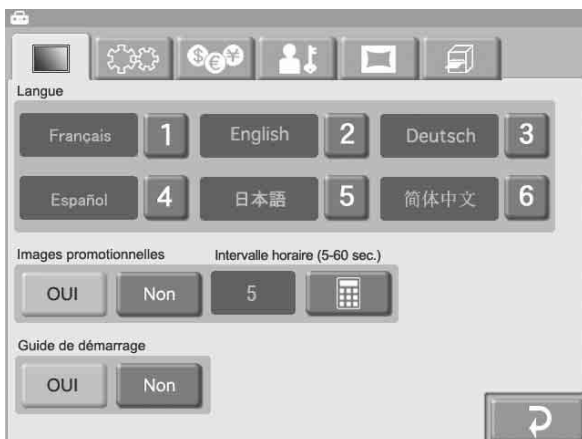 $ € ¥
Langue
Français 1 English 2 Deutsch 3
Español 4 日本語 5 简体中文 6
Images promotionnelles Intervalle horaire (5-60 sec.)
OUI Non 5
Guide de démarrage
OUI Non